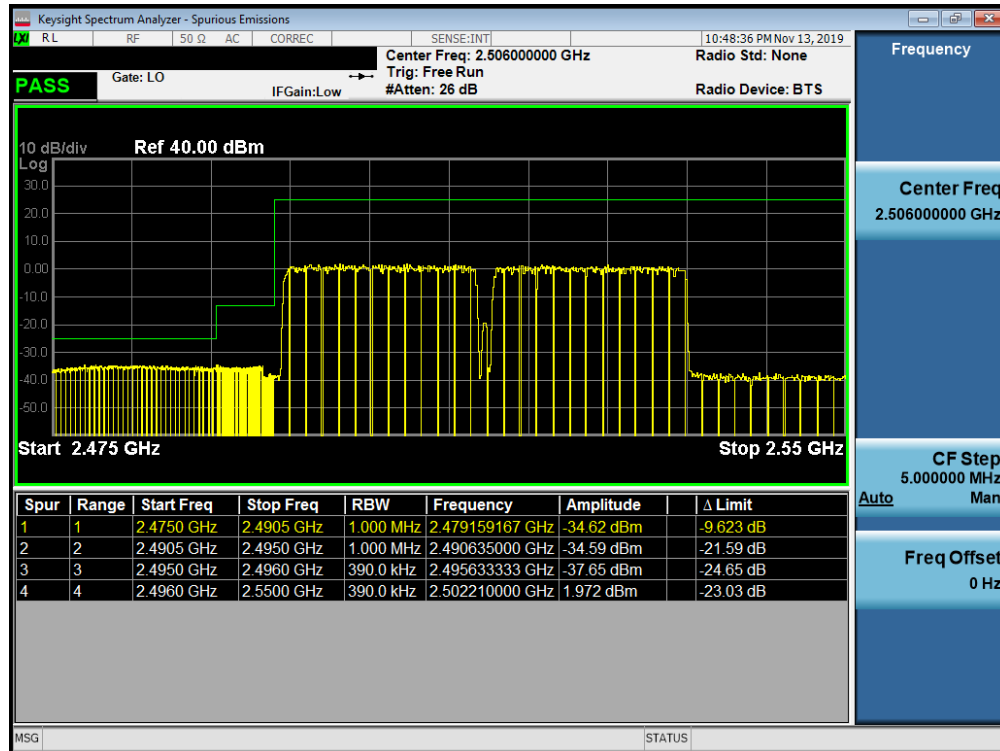 Keysight Spectrum Analyzer - Spurious Emissions
LXI RL RF 50 Ω AC CORREC SENSE:INT 10:48:36 PM Nov 13, 2019
Center Freq: 2.506000000 GHz Radio Std: None
Gate: LO Trig: Free Run
PASS IFGain:Low #Atten: 26 dB Radio Device: BTS
10 dB/div Ref 40.00 dBm
Log
30.0
20.0
10.0
0.00
-10.0
-20.0
-30.0
-40.0
-50.0
Start 2.475 GHz Stop 2.55 GHz
Spur Range Start Freq Stop Freq RBW Frequency Amplitude Δ Limit
1 1 2.4750 GHz 2.4905 GHz 1.000 MHz 2.479159167 GHz -34.62 dBm -9.623 dB
2 2 2.4905 GHz 2.4950 GHz 1.000 MHz 2.490635000 GHz -34.59 dBm -21.59 dB
3 3 2.4950 GHz 2.4960 GHz 390.0 kHz 2.495633333 GHz -37.65 dBm -24.65 dB
4 4 2.4960 GHz 2.5500 GHz 390.0 kHz 2.502210000 GHz 1.972 dBm -23.03 dB
MSG STATUS
Frequency
Center Freq
2.506000000 GHz
CF Step
5.000000 MHz
Auto Man
Freq Offset
0 Hz